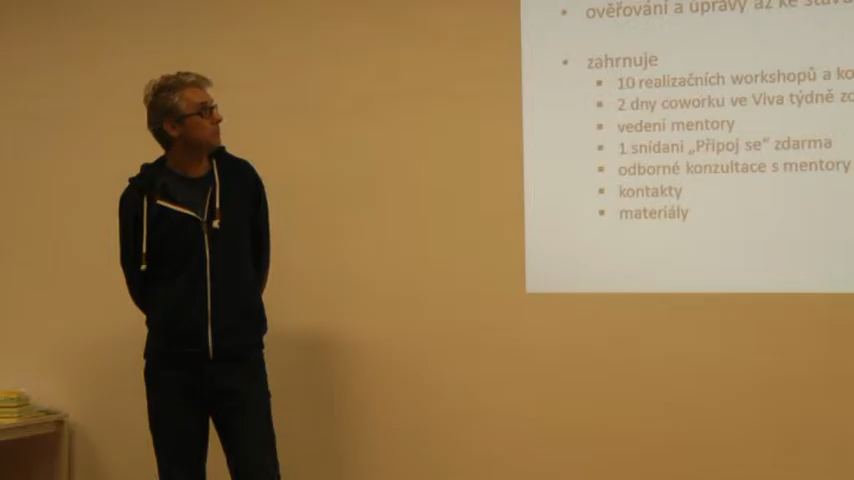 ověřování a úpravy až ke
zahrnuje
10 realizačních workshopů a
2 dny coworku ve Viva týdně
vedení mentory
1 snídani „Připoj se“ zdarma
odborné konzultace s mentory
kontakty
materiály